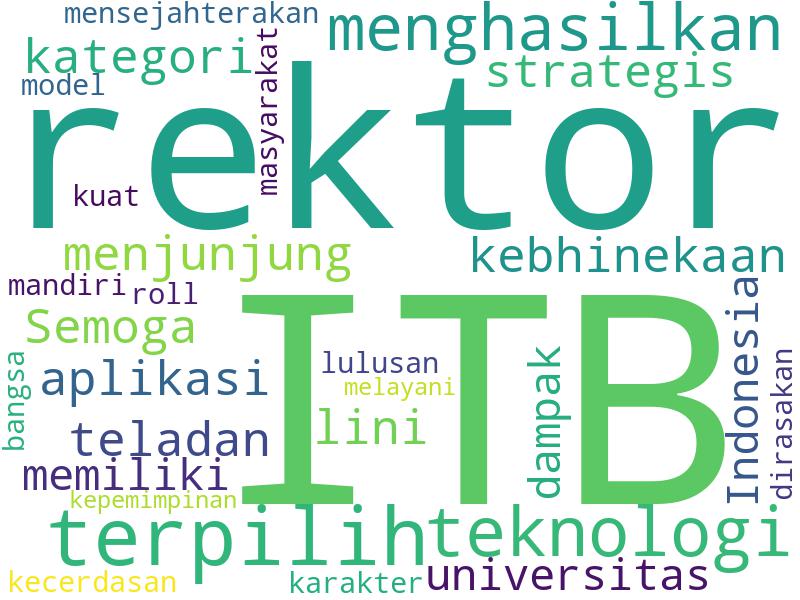 mensejahterakan
menghasilkan
kategori
masyarakat
strategis
model
rektor
kuat
menjunjung
kebhinekaan
mandiri
roll
Indonesia
Semoga
ITB
bangsa
aplikasi
lulusan
melayani
dampak
dirasakan
teladan
lini
memiliki
kepemimpinan
terpilih
teknologi
kecerdasan
karakter
universitas